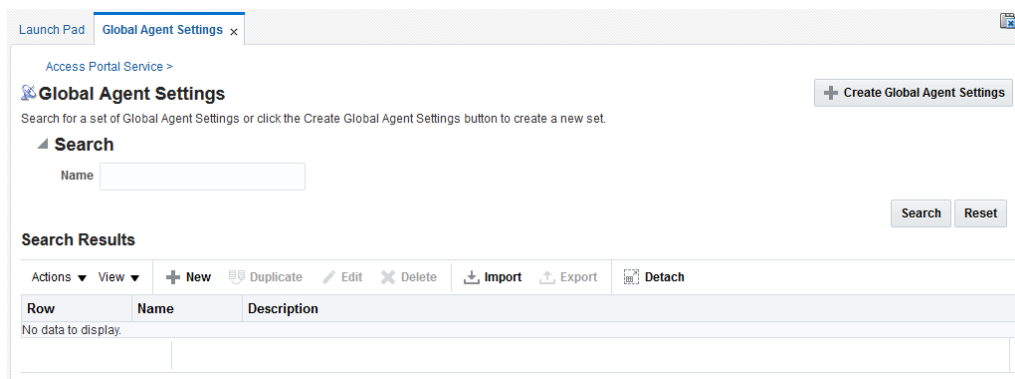 Launch Pad Global Agent Settings x
Access Portal Service >
Global Agent Settings
Create Global Agent Settings
Search for a set of Global Agent Settings or click the Create Global Agent Settings button to create a new set.
Search
Name
Search Reset
Search Results
Actions View New Duplicate Edit Delete Import Export Detach
Row Name Description
No data to display.